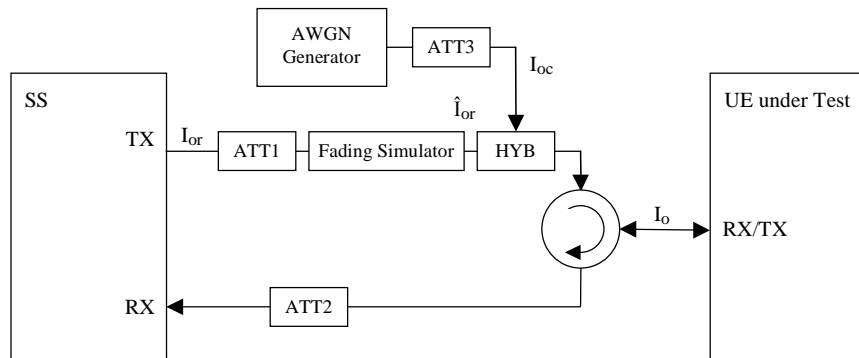 AWGN
Generator
ATT3
I_oc
SS
UE under Test
Î_or
TX
I_or
ATT1
Fading Simulator
HYB
I_o
RX/TX
RX
ATT2